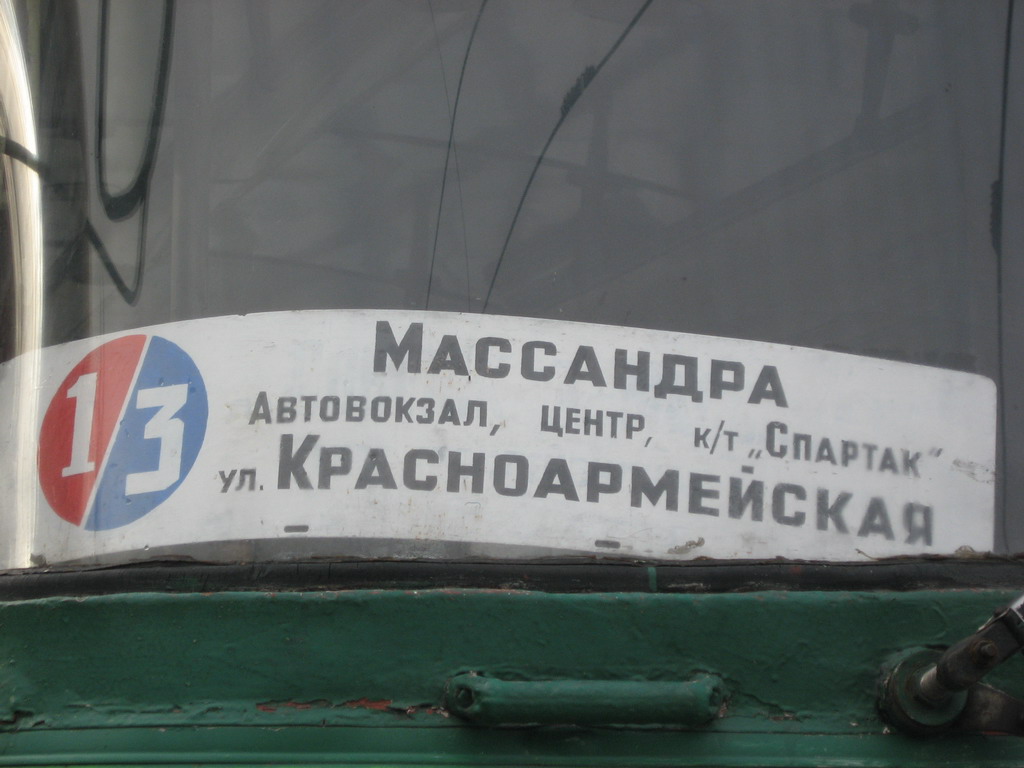 13
МАССАНДРА
АВТОВОКЗАЛ, ЦЕНТР, К/Т „СПАРТАК"
УЛ. КРАСНОАРМЕЙСКАЯ